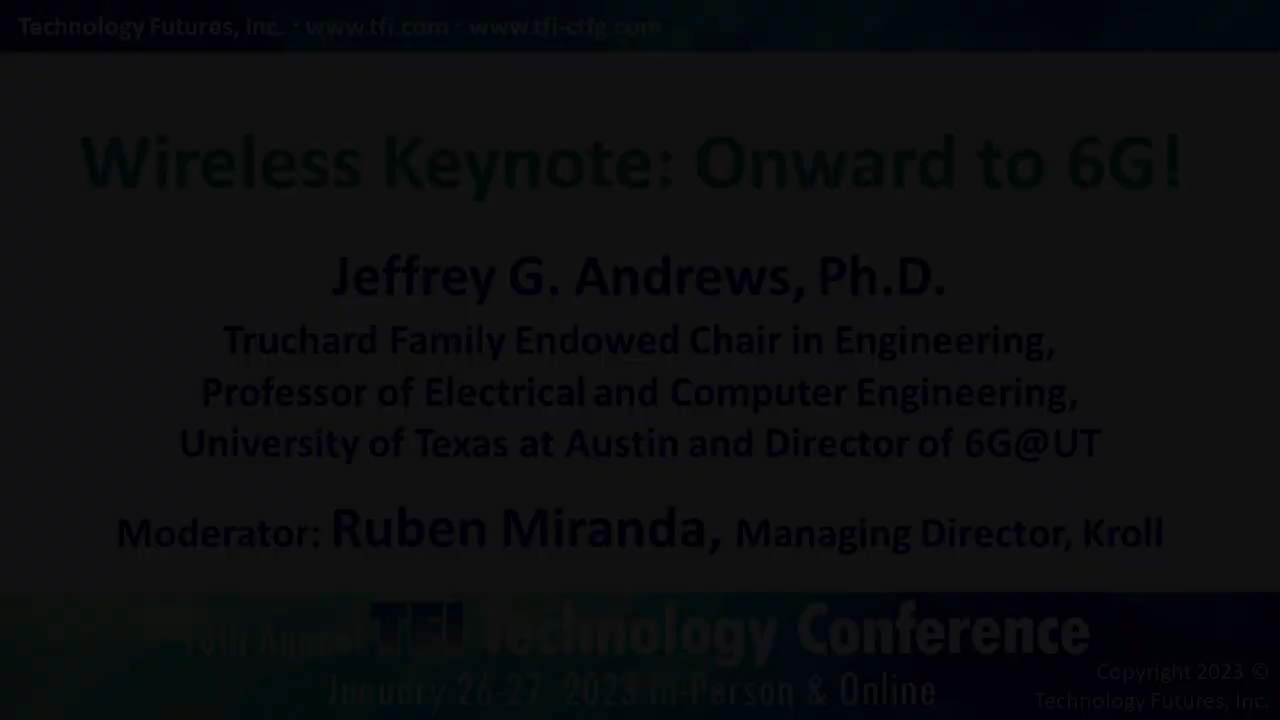 Technology Futures, Inc. · www.tfi.com · www.tfi-ctfg.com
Wireless Keynote: Onward to 6G!
Jeffrey G. Andrews, Ph.D.
Truchard Family Endowed Chair in Engineering,
Professor of Electrical and Computer Engineering,
University of Texas at Austin and Director of 6G@UT
Moderator: Ruben Miranda, Managing Director, Kroll
Annual TFI Technology Conference
January 26-27, 2023 In-Person & Online
Copyright 2023 ©
Technology Futures, Inc.